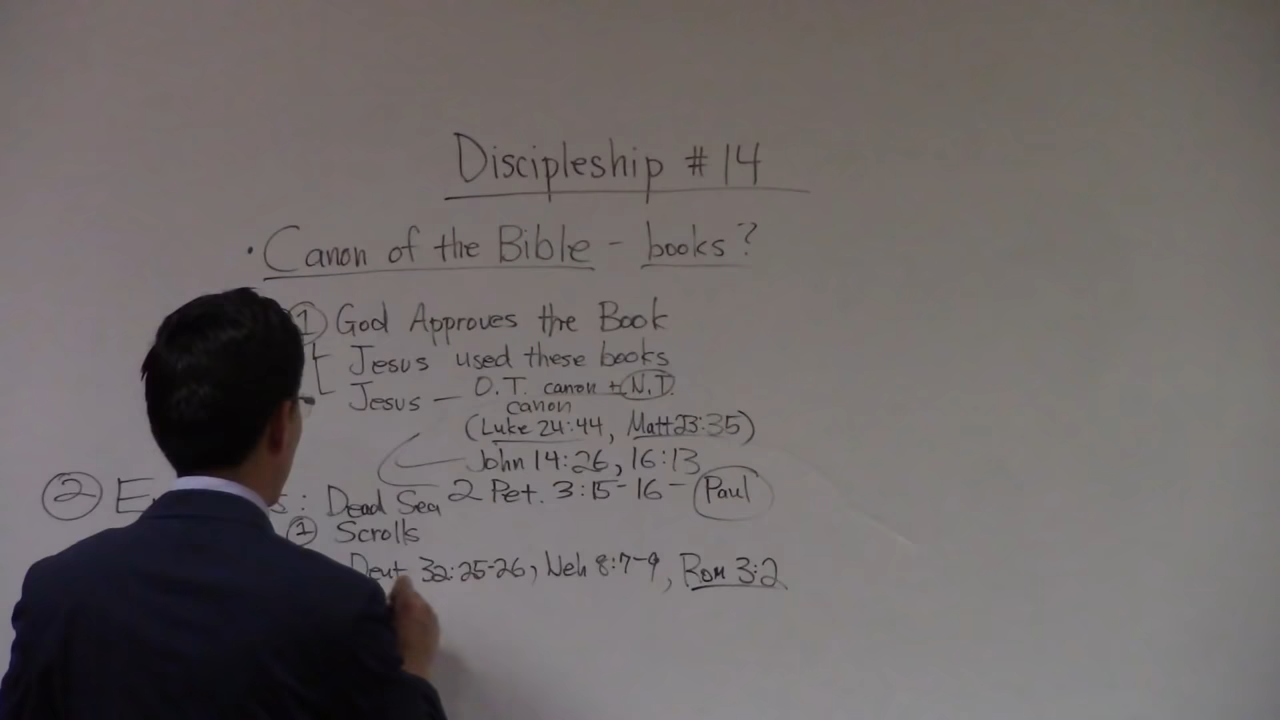 Discipleship #14
· Canon of the Bible - books?
① God Approves the Book
Jesus used these books
Jesus — O.T. canon + N.T.
canon
(Luke 24:44, Matt 23:35)
John 14:26, 16:13
2 Pet. 3:15-16 - Paul
② : Dead Sea
① Scrolls
Deut 32:25-26, Neh 8:7-9, Rom 3:2